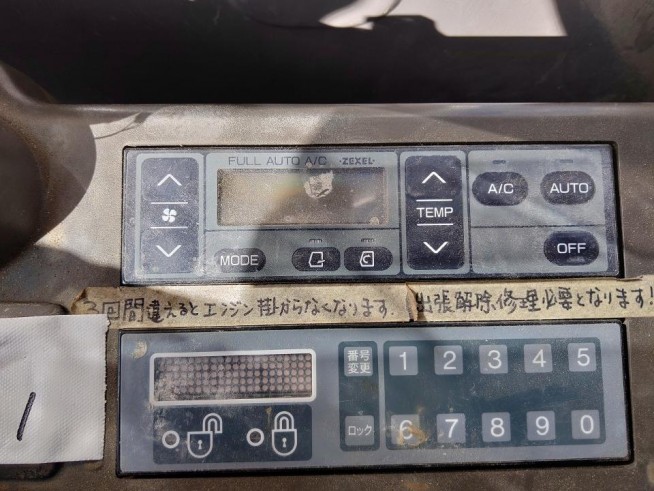 FULL AUTO A/C ·ZEXEL·
TEMP
A/C
AUTO
MODE
OFF
3回間違えるとエンジン掛からなくなります。出張解除修理必要となります!
番号
変更
1 2 3 4 5
ロック
6 7 8 9 0
1